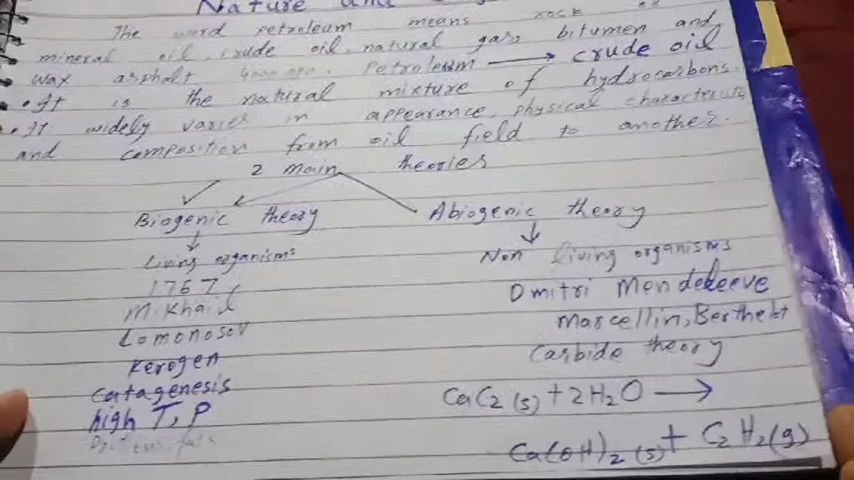 Nature and
The word petroleum means rock
mineral oil, crude oil, natural gas, bitumen and
wax asphalt petroleum → crude oil
• It is the natural mixture of hydrocarbons.
• It widely varies in appearance, physical characteristic
and composition from oil field to another.
2 main theories
Biogenic theory
Abiogenic theory
Living organisms
Non living organisms
1767
Dmitri Mendeleeve
Mikhail
Marcellin, Berthelot
Lomonosov
Carbide theory
Kerogen
Catagenesis
CaC2 (s) + 2H2O →
high T, P
Ca(OH)2 (s) + C2H2(g)